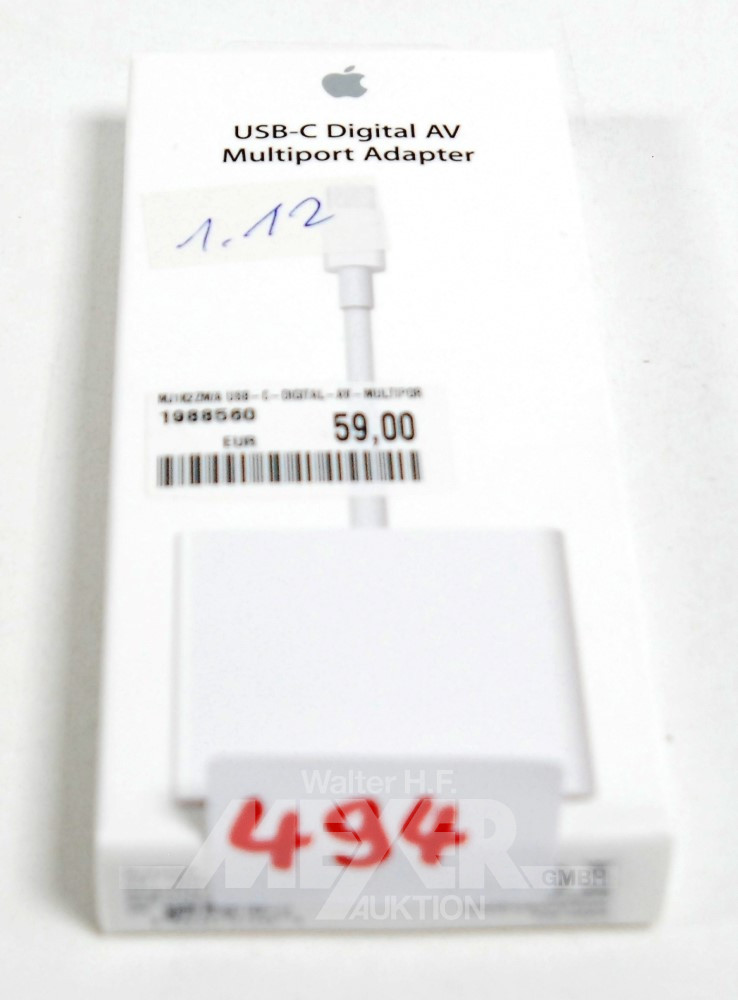 USB-C Digital AV
Multiport Adapter
1.12
MJ1K2ZM/A USB-C-DIGITAL-AV-MULTIPOR
1988560
EUR 59,00
Walter H.F.
MEYER
494
GMBH
AUKTION